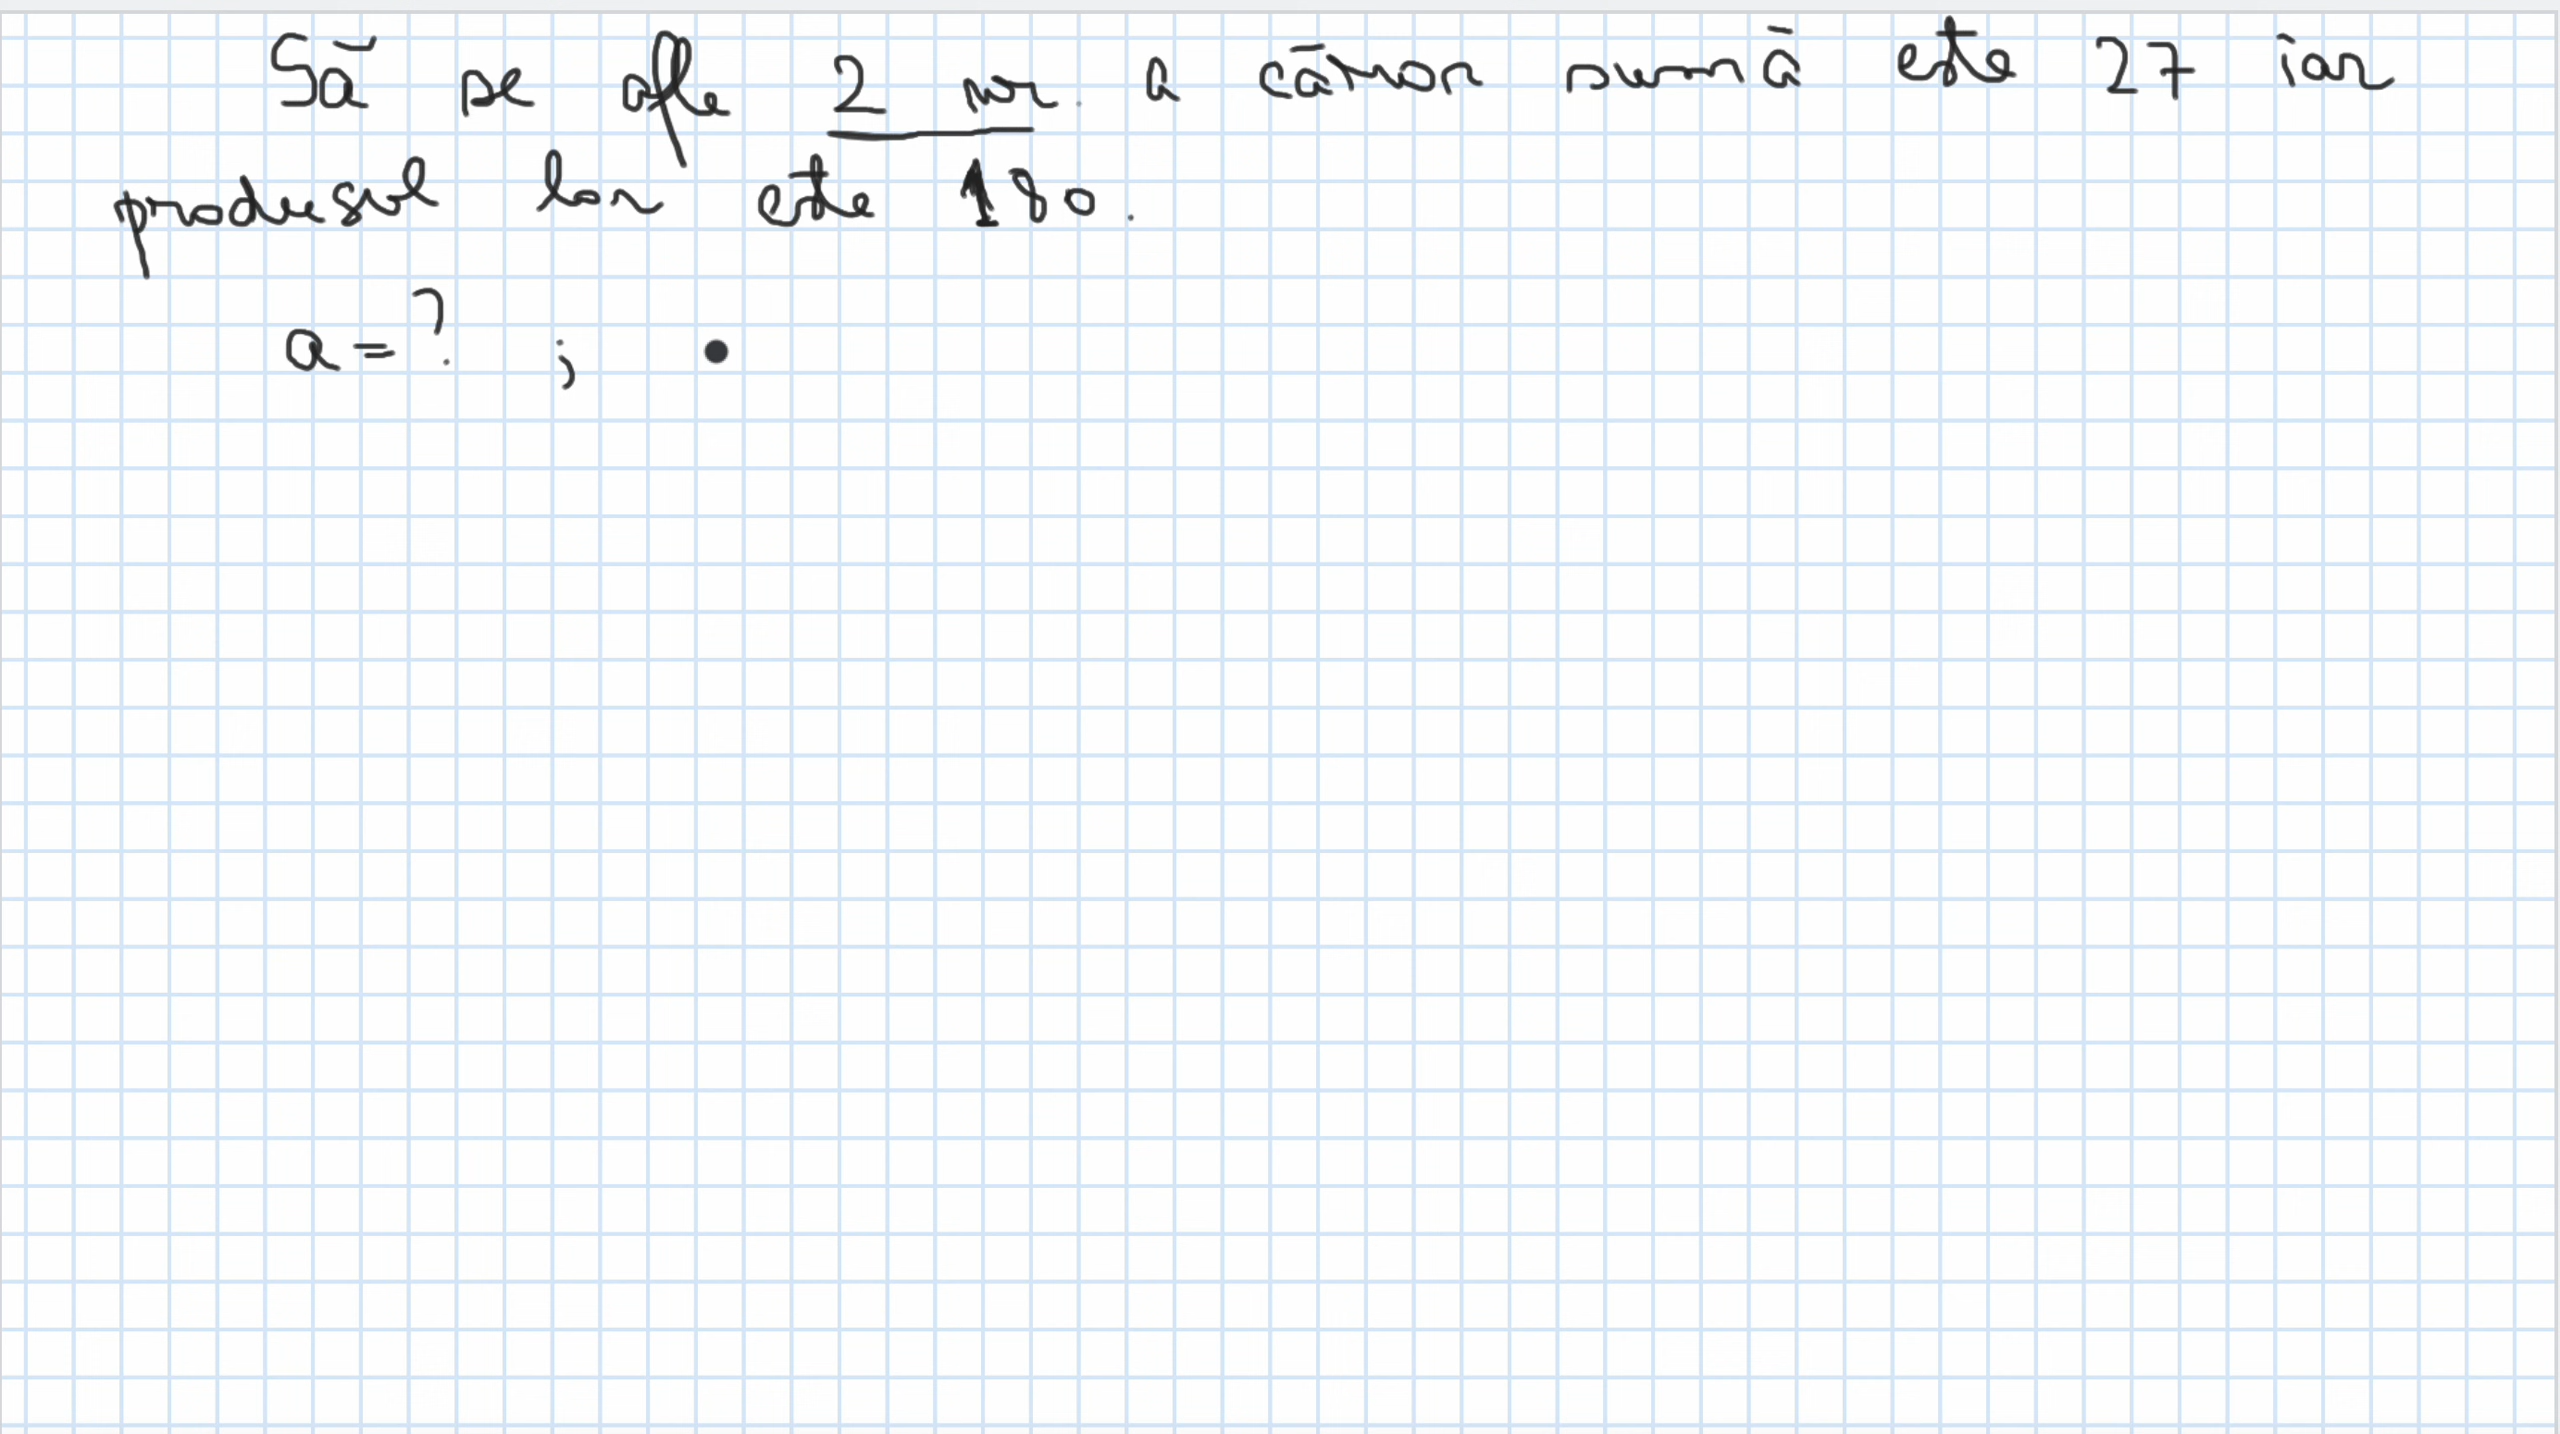 Să se afle 2 nr. a căror sumă este 27 iar
produsul lor este 180.
a = ? ;